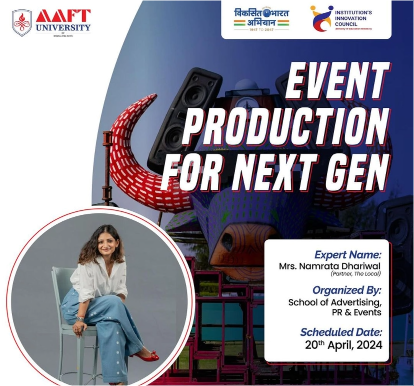 AAFT
UNIVERSITY
विकसित भारत
अभियान
INSTITUTION'S
INNOVATION
COUNCIL
EVENT
PRODUCTION
FOR NEXT GEN
Expert Name:
Mrs. Namrata Dhariwal
(Partner, The Local)
Organized By:
School of Advertising,
PR & Events
Scheduled Date:
20th April, 2024